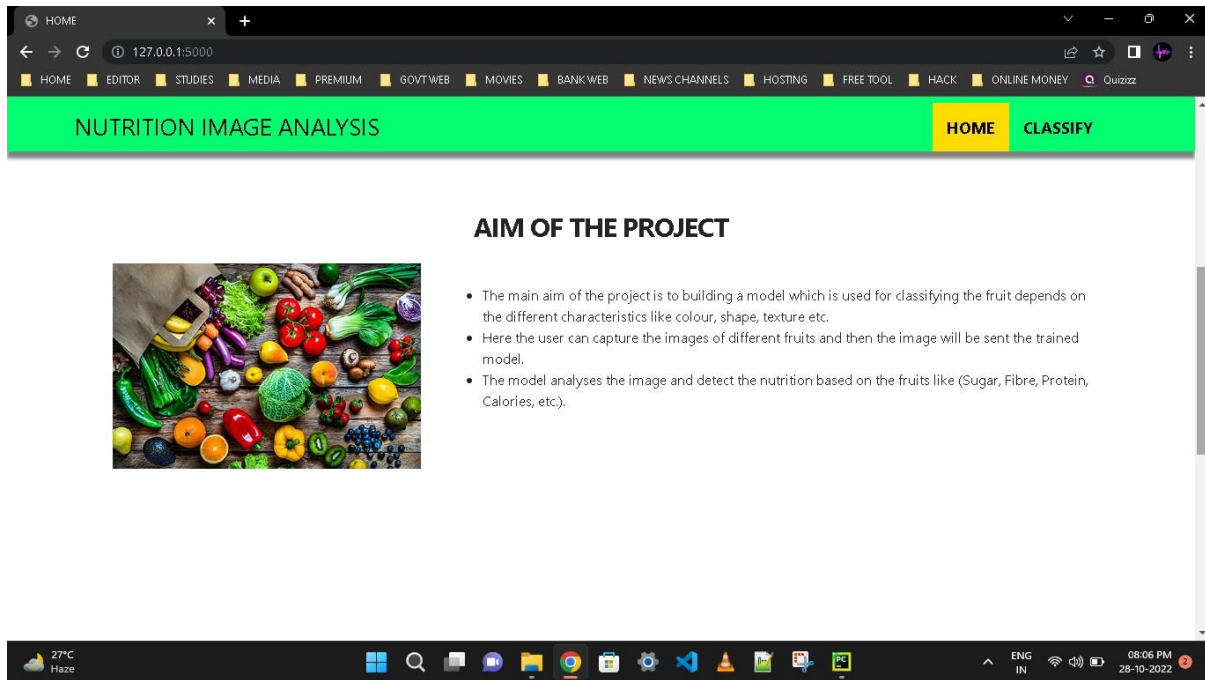 HOME
127.0.0.1:5000
HOME EDITOR STUDIES MEDIA PREMIUM GOVT WEB MOVIES BANK WEB NEWS CHANNELS HOSTING FREE TOOL HACK ONLINE MONEY Quizizz
NUTRITION IMAGE ANALYSIS HOME CLASSIFY
AIM OF THE PROJECT
• The main aim of the project is to building a model which is used for classifying the fruit depends on
the different characteristics like colour, shape, texture etc.
• Here the user can capture the images of different fruits and then the image will be sent the trained
model.
• The model analyses the image and detect the nutrition based on the fruits like (Sugar, Fibre, Protein,
Calories, etc.).
27°C
Haze
PC
ENG
IN
08:06 PM
28-10-2022
2